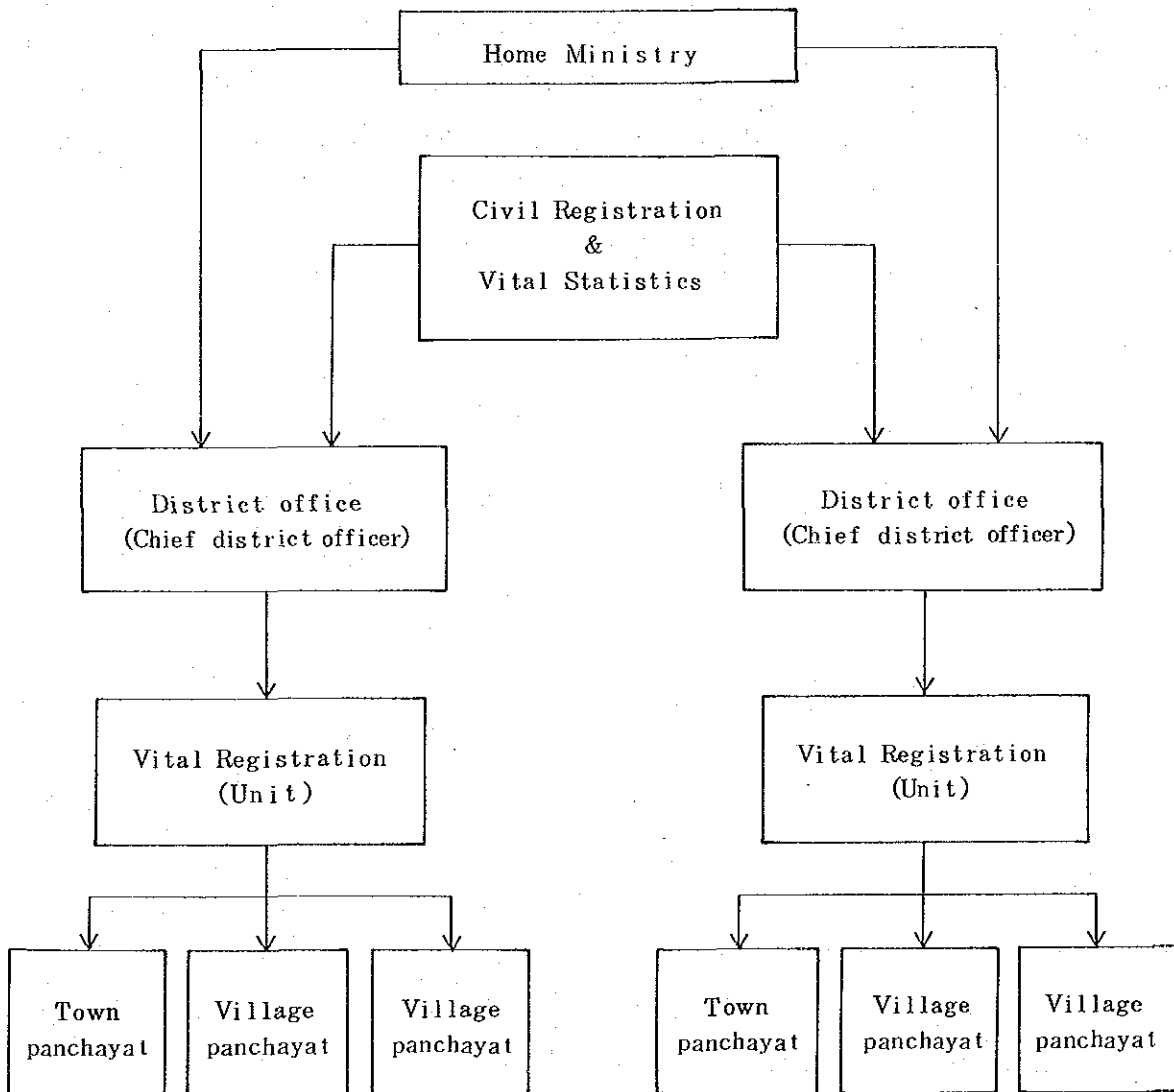 Home Ministry
Civil Registration
&
Vital Statistics
District office
(Chief district officer)
District office
(Chief district officer)
Vital Registration
(Unit)
Vital Registration
(Unit)
Town
panchayat
Village
panchayat
Village
panchayat
Town
panchayat
Village
panchayat
Village
panchayat